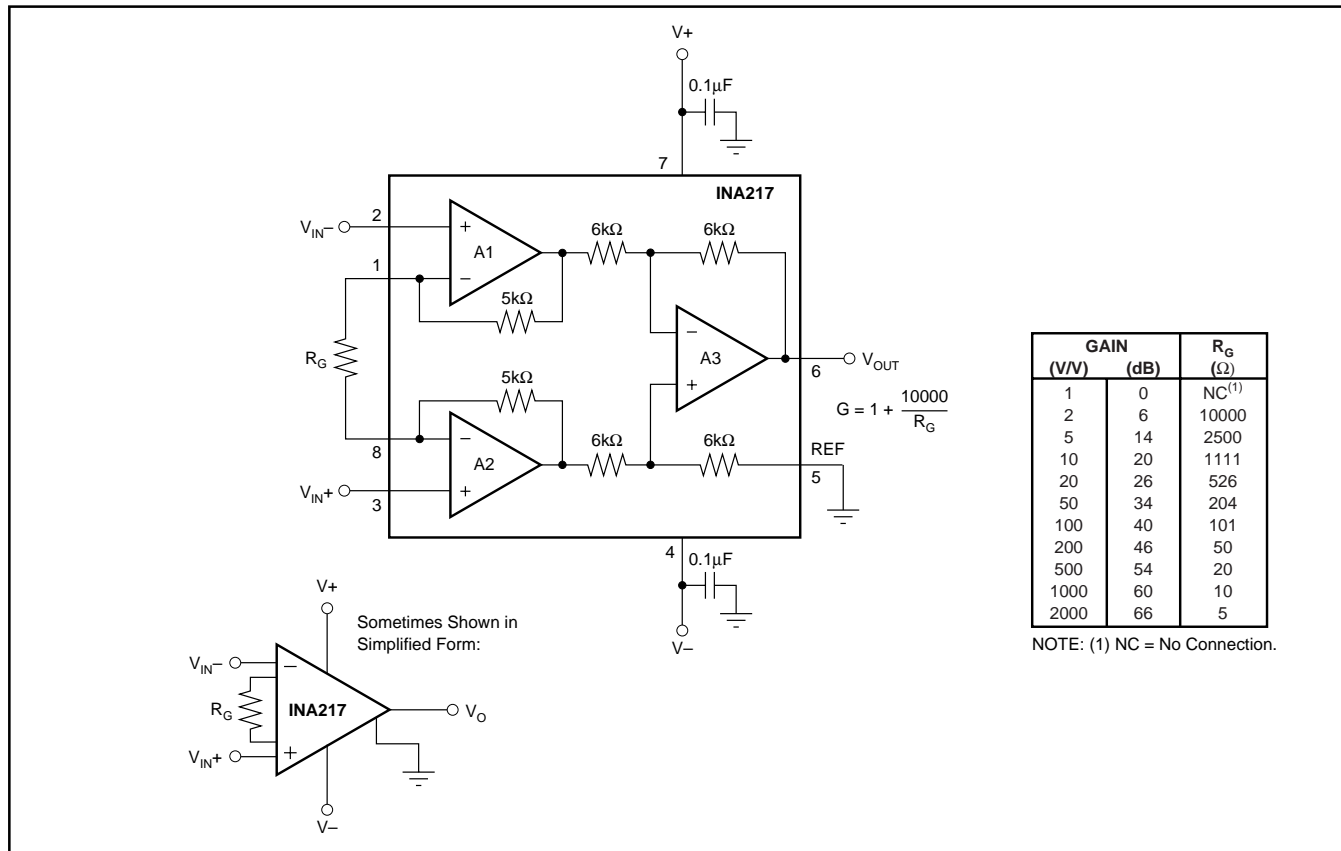 V+
0.1µF
7
INA217
V_IN– 2
6kΩ 6kΩ
+
A1
–
1
5kΩ
R_G
–
A3
+
6
V_OUT
G = 1 + 10000 / R_G
5kΩ
8
–
A2
+
6kΩ 6kΩ
REF
5
V_IN+ 3
4
0.1µF
V–
V+
Sometimes Shown in
Simplified Form:
V_IN–
–
R_G
INA217
V_O
V_IN+
+
V–
GAIN R_G
(V/V) (dB) (Ω)
1 0 NC(1)
2 6 10000
5 14 2500
10 20 1111
20 26 526
50 34 204
100 40 101
200 46 50
500 54 20
1000 60 10
2000 66 5
NOTE: (1) NC = No Connection.